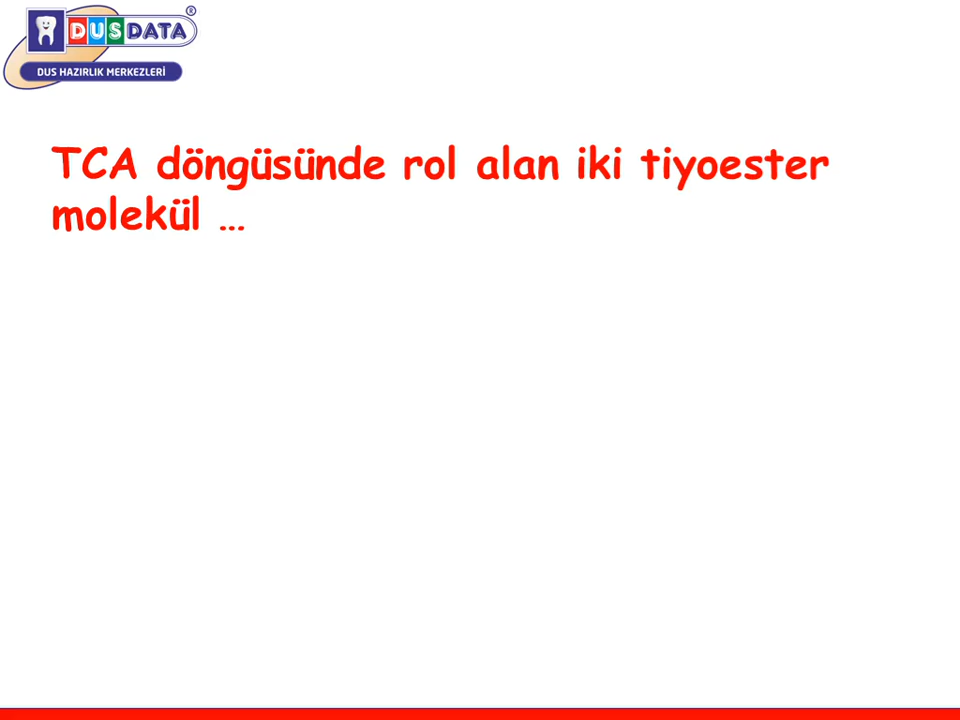 DUSDATA®
DUS HAZIRLIK MERKEZLERİ
TCA döngüsünde rol alan iki tiyoester
molekül …